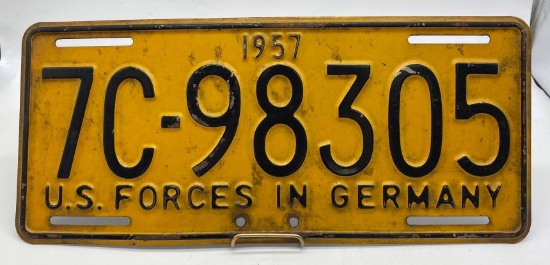 1957
7C-98305
U.S. FORCES IN GERMANY